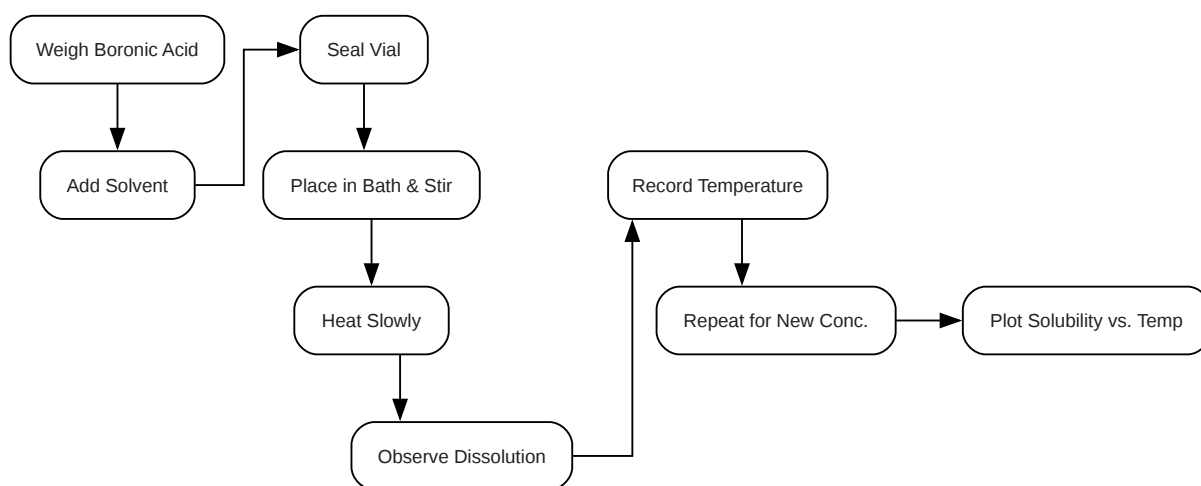 Weigh Boronic Acid
Add Solvent
Seal Vial
Place in Bath & Stir
Heat Slowly
Observe Dissolution
Record Temperature
Repeat for New Conc.
Plot Solubility vs. Temp